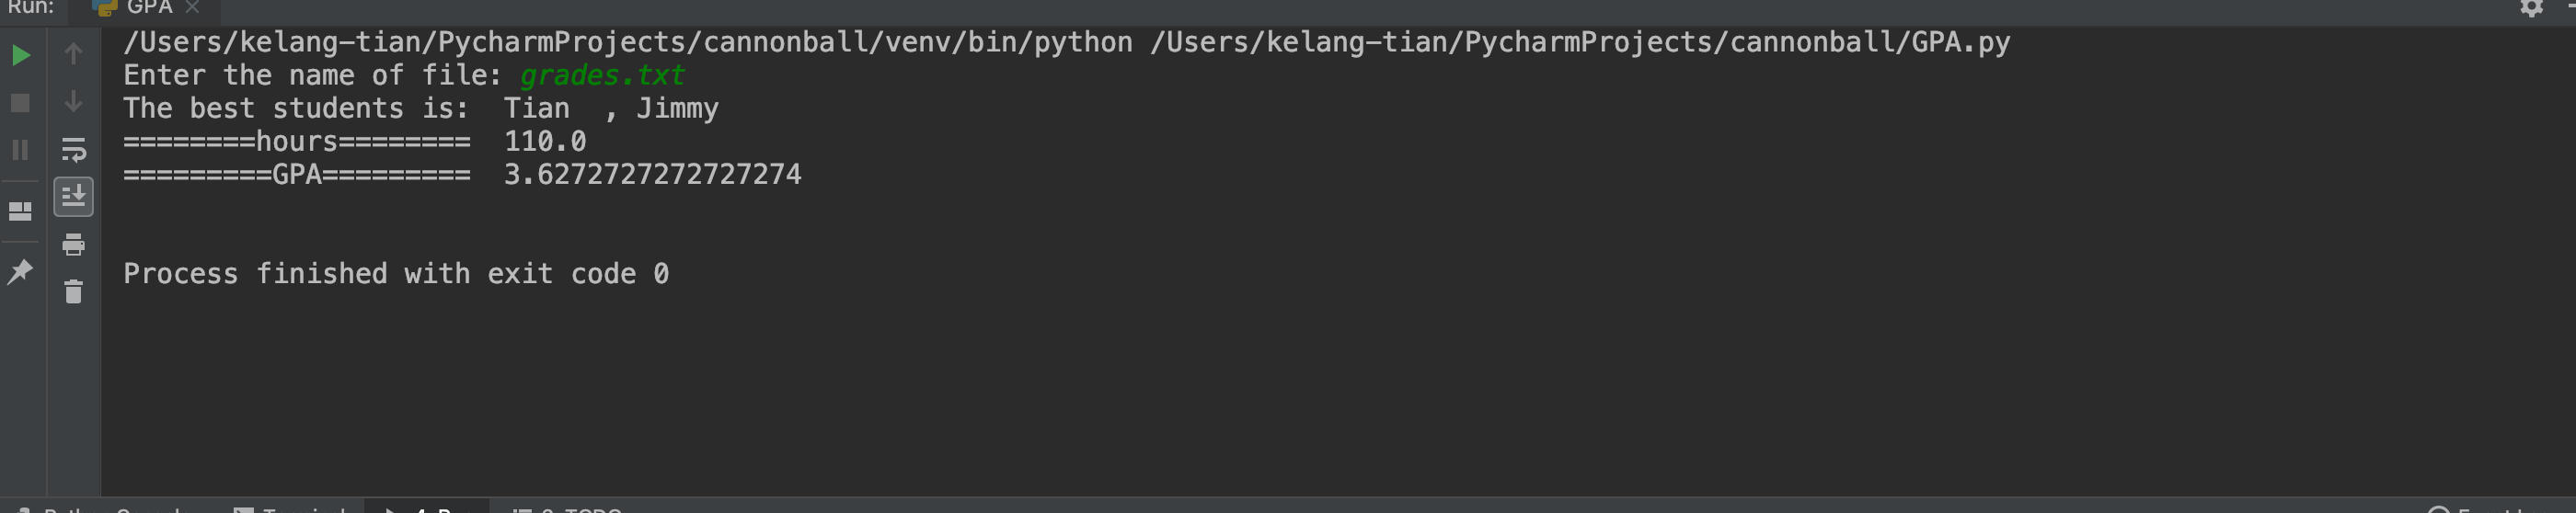 Run: GPA
/Users/kelang-tian/PycharmProjects/cannonball/venv/bin/python /Users/kelang-tian/PycharmProjects/cannonball/GPA.py
Enter the name of file: grades.txt
The best students is:  Tian  , Jimmy
========hours========  110.0
=========GPA=========  3.6272727272727274
Process finished with exit code 0